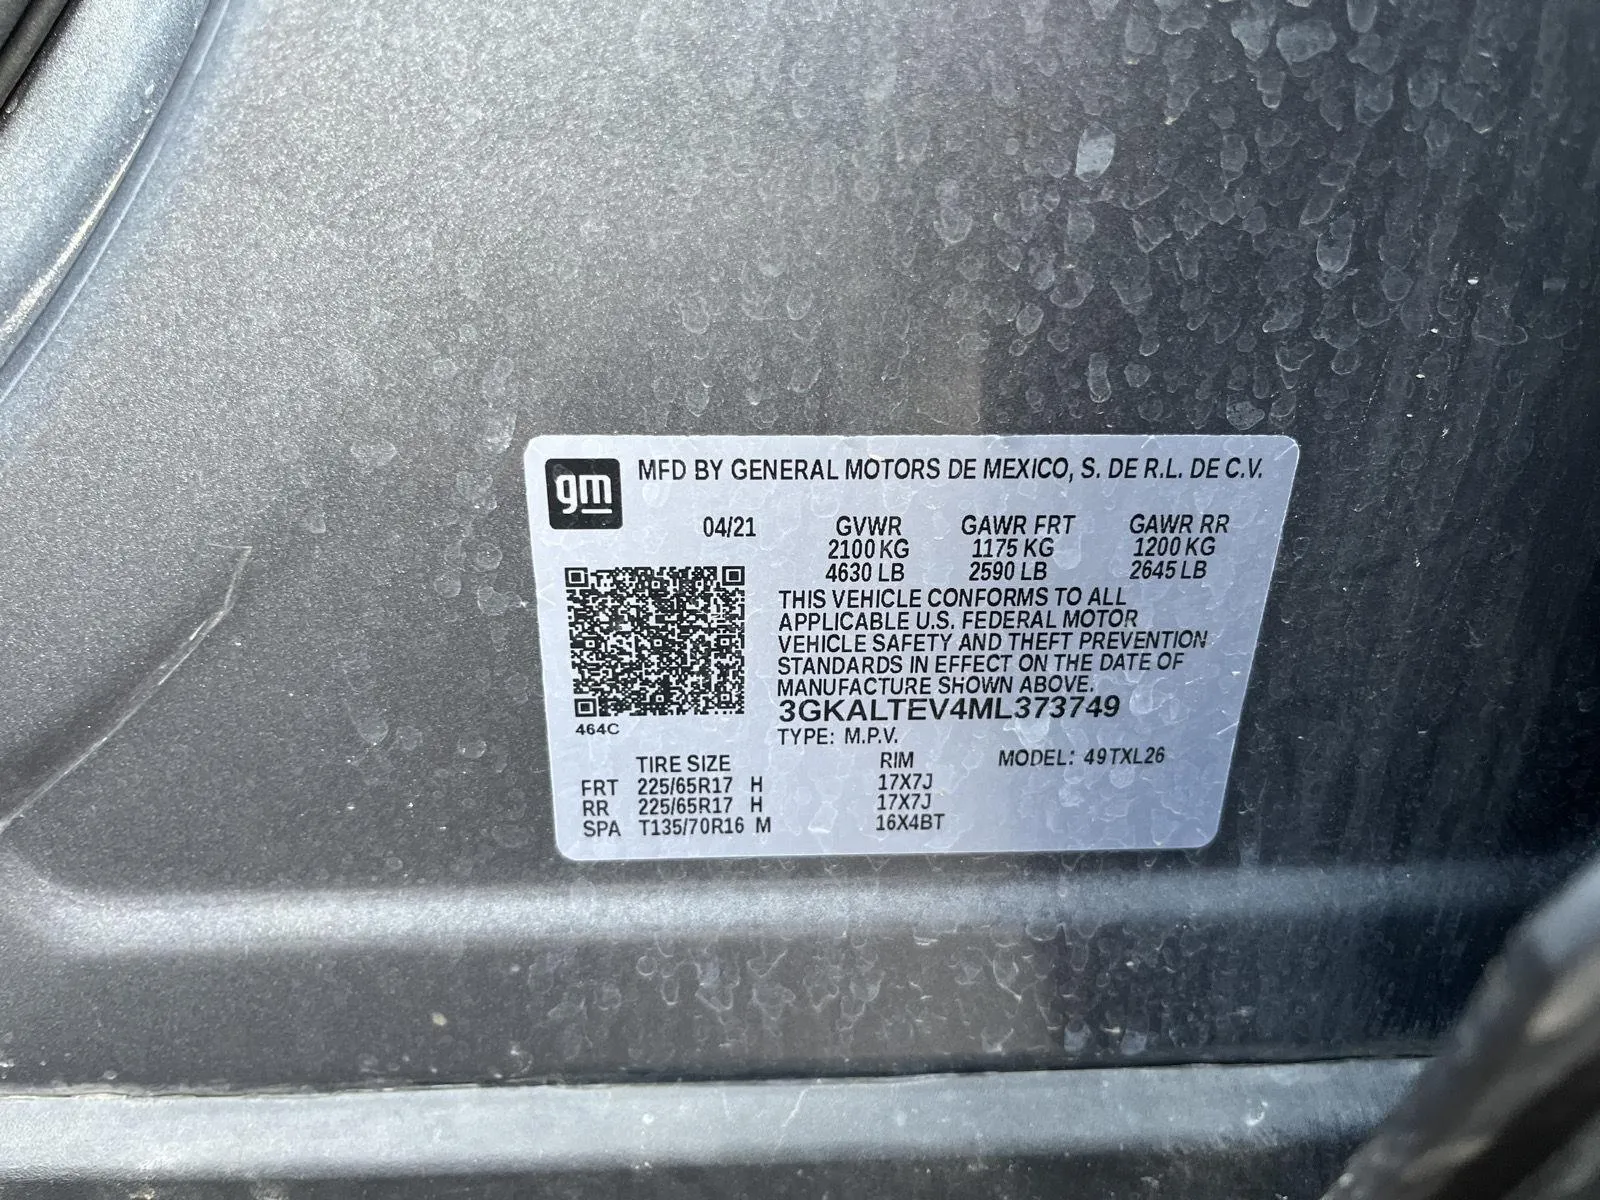 gm
MFD BY GENERAL MOTORS DE MEXICO, S. DE R.L. DE C.V.
04/21 GVWR GAWR FRT GAWR RR
2100 KG 1175 KG 1200 KG
4630 LB 2590 LB 2645 LB
THIS VEHICLE CONFORMS TO ALL
APPLICABLE U.S. FEDERAL MOTOR
VEHICLE SAFETY AND THEFT PREVENTION
STANDARDS IN EFFECT ON THE DATE OF
MANUFACTURE SHOWN ABOVE.
3GKALTEV4ML373749
464C
TYPE: M.P.V.
TIRE SIZE RIM MODEL: 49TXL26
FRT 225/65R17 H 17X7J
RR 225/65R17 H 17X7J
SPA T135/70R16 M 16X4BT